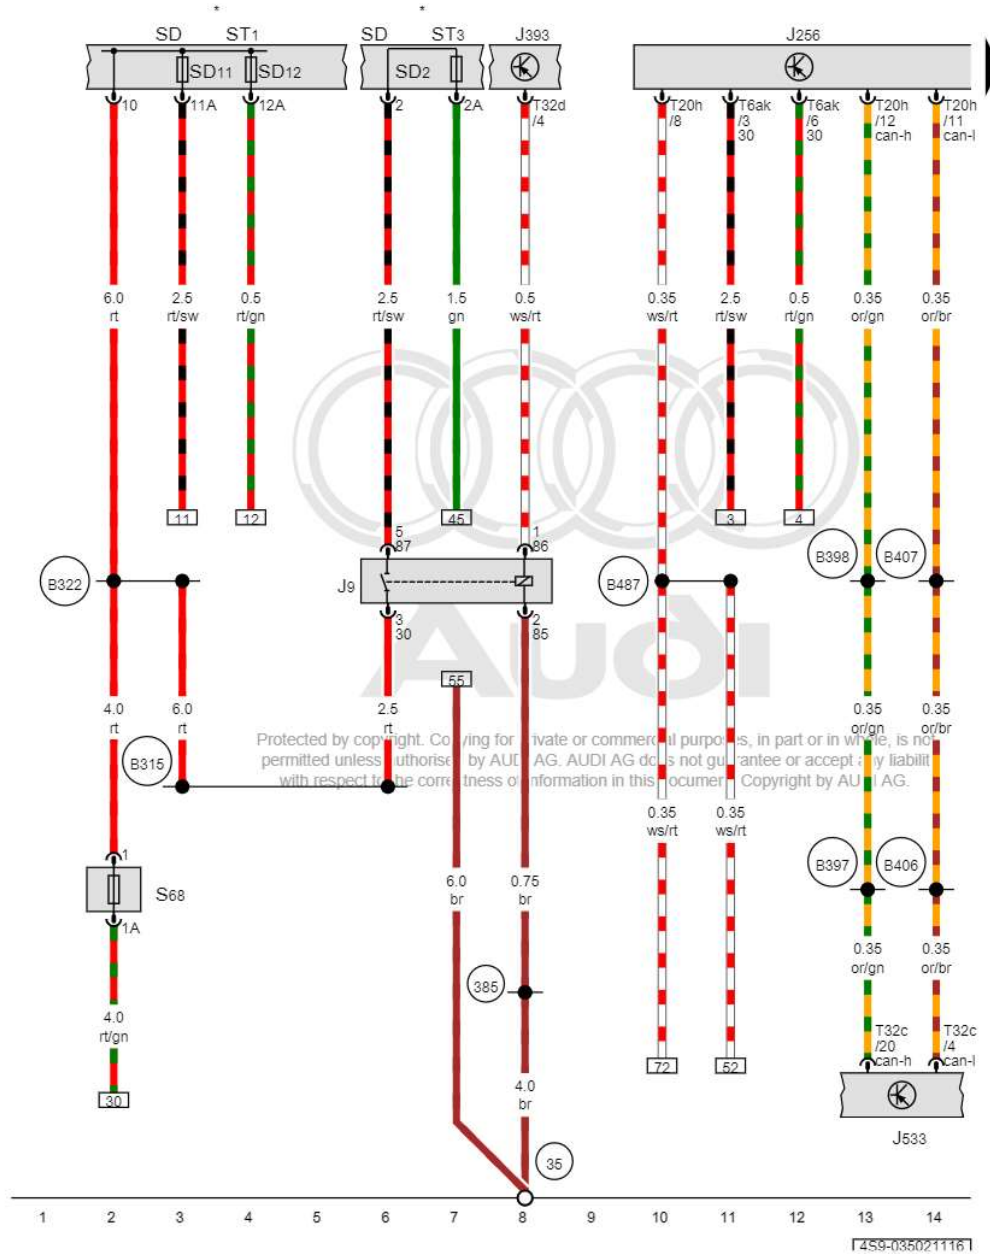 * *
SD ST1 SD ST3 J393 J256
SD11 SD12 SD2
10 11A 12A 2 2A T32d T20h T6ak T6ak T20h T20h
/4 /8 /3 /6 /12 /11
30 30 can-h can-l
6.0 2.5 0.5 2.5 1.5 0.5 0.35 2.5 0.5 0.35 0.35
rt rt/sw rt/gn rt/sw gn ws/rt ws/rt rt/sw rt/gn or/gn or/br
11 12 45 3 4
5 1
87 86
B398 B407
B322 J9 B487
3 2
30 85
Audi
55
4.0 6.0 2.5 0.35 0.35
rt rt rt or/gn or/br
Protected by copyright. Copying for private or commercial purposes, in part or in whole, is not
permitted unless authorised by AUDI AG. AUDI AG does not guarantee or accept any liabilit
with respect to the correctness of information in this document. Copyright by AUDI AG.
B315
0.35 0.35
ws/rt ws/rt
1
B397 B406
6.0 0.75
br br
S68
1A
0.35 0.35
or/gn or/br
385
4.0
rt/gn
T32c T32c
/20 /4
can-h can-l
72 52
30
4.0
br
J533
35
1 2 3 4 5 6 7 8 9 10 11 12 13 14
4S9-035021116